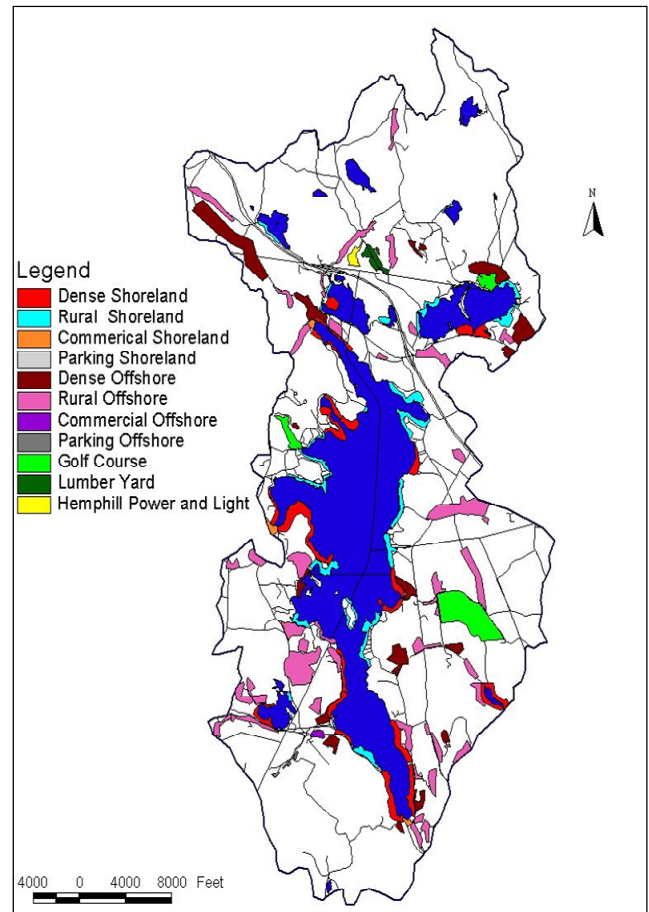 N
Legend
Dense Shoreland
Rural Shoreland
Commerical Shoreland
Parking Shoreland
Dense Offshore
Rural Offshore
Commercial Offshore
Parking Offshore
Golf Course
Lumber Yard
Hemphill Power and Light
4000 0 4000 8000 Feet